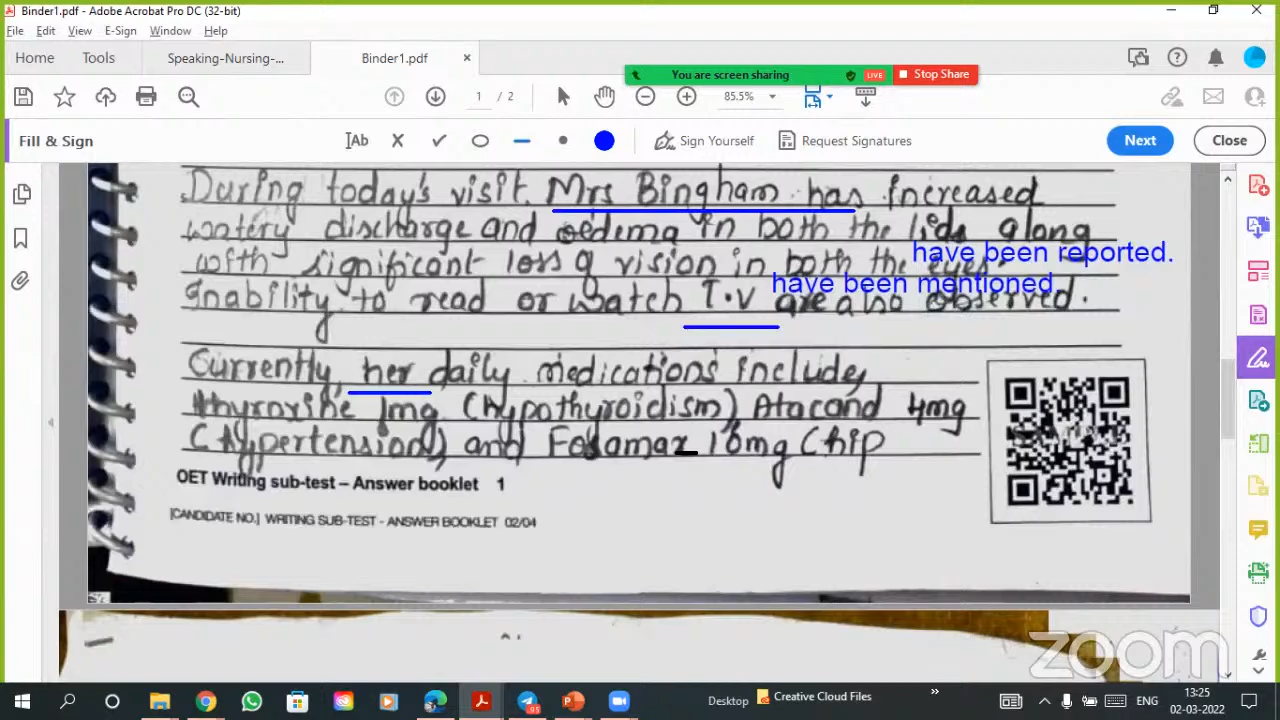 Binder1.pdf - Adobe Acrobat Pro DC (32-bit)
File Edit View E-Sign Window Help
Home Tools Speaking-Nursing-... Binder1.pdf
You are screen sharing LIVE Stop Share
1 / 2 85.5%
Fill & Sign Ab Sign Yourself Request Signatures Next Close
During today's visit Mrs Bingham has increased
watery discharge and oedema in both the lids along
have been reported.
with significant loss of vision in both the eyes.
have been mentioned
Inability to read or watch T.V are also observed.
Currently, her daily medications include,
thyroxine 1mg (hypothyroidism) Atacand 4mg
(hypertension) and Fosamax 10mg (hip
OET Writing sub-test – Answer booklet 1
[CANDIDATE NO.] WRITING SUB-TEST - ANSWER BOOKLET 02/04
zoom
Desktop Creative Cloud Files ENG 13:25
02-03-2022